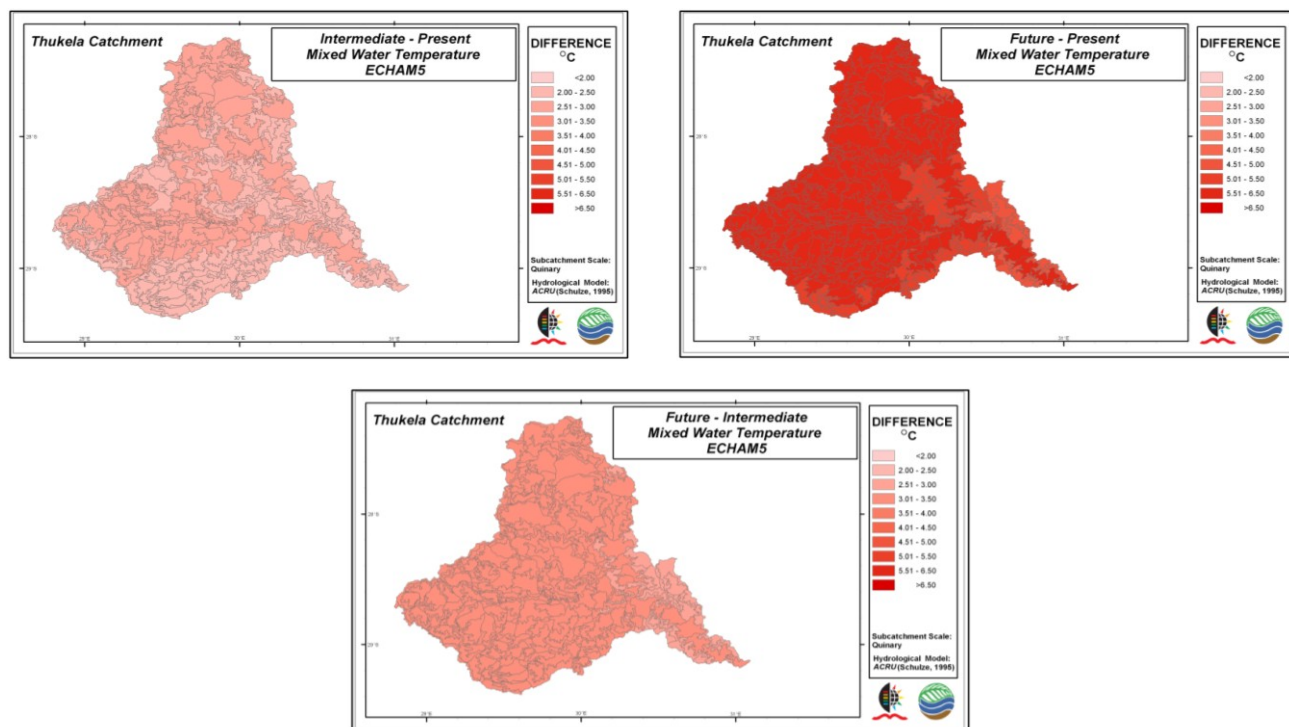 Thukela Catchment
Intermediate - Present
Mixed Water Temperature
ECHAM5
DIFFERENCE
°C
<2.00
2.00 - 2.50
2.51 - 3.00
3.01 - 3.50
3.51 - 4.00
4.01 - 4.50
4.51 - 5.00
5.01 - 5.50
5.51 - 6.50
>6.50
Subcatchment Scale:
Quinary
Hydrological Model:
ACRU (Schulze, 1995)
Thukela Catchment
Future - Present
Mixed Water Temperature
ECHAM5
DIFFERENCE
°C
<2.00
2.00 - 2.50
2.51 - 3.00
3.01 - 3.50
3.51 - 4.00
4.01 - 4.50
4.51 - 5.00
5.01 - 5.50
5.51 - 6.50
>6.50
Subcatchment Scale:
Quinary
Hydrological Model:
ACRU (Schulze, 1995)
Thukela Catchment
Future - Intermediate
Mixed Water Temperature
ECHAM5
DIFFERENCE
°C
<2.00
2.00 - 2.50
2.51 - 3.00
3.01 - 3.50
3.51 - 4.00
4.01 - 4.50
4.51 - 5.00
5.01 - 5.50
5.51 - 6.50
>6.50
Subcatchment Scale:
Quinary
Hydrological Model:
ACRU (Schulze, 1995)